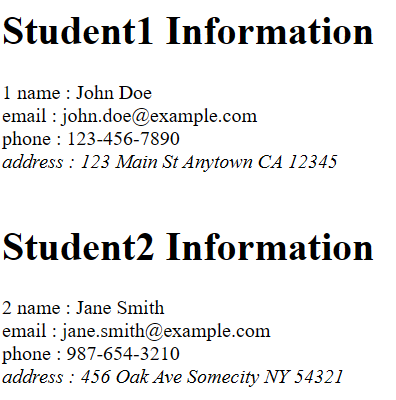 Student1 Information
1 name : John Doe
email : john.doe@example.com
phone : 123-456-7890
address : 123 Main St Anytown CA 12345
Student2 Information
2 name : Jane Smith
email : jane.smith@example.com
phone : 987-654-3210
address : 456 Oak Ave Somecity NY 54321